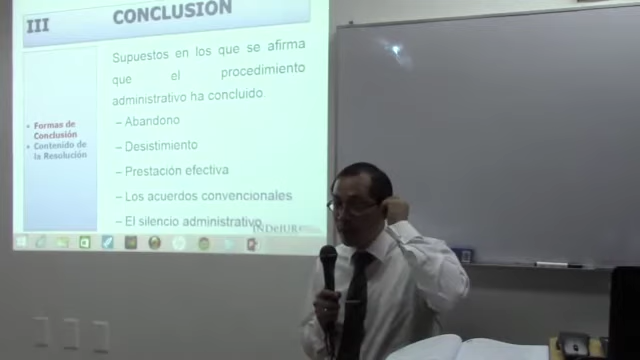 III
CONCLUSIÓN
Supuestos en los que se afirma
que el procedimiento
administrativo ha concluido
– Abandono
– Desistimiento
– Prestación efectiva
– Los acuerdos convencionales
– El silencio administrativo
• Formas de
Conclusión
• Contenido de
la Resolución
INDeJUR